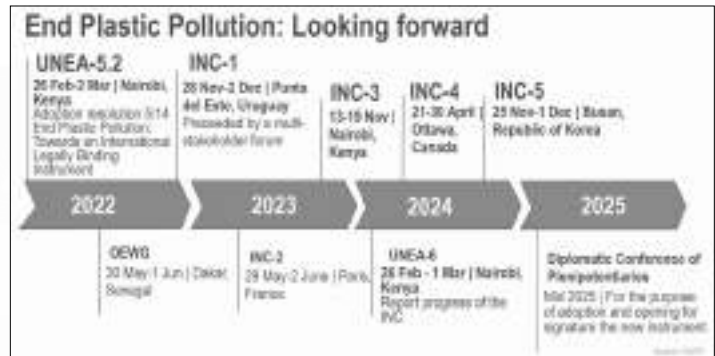 End Plastic Pollution: Looking forward
UNEA-5.2
26 Feb-2 Mar | Nairobi,
Kenya
Adoption resolution 5/14
End Plastic Pollution:
Towards an International
Legally Binding
Instrument
INC-1
28 Nov-2 Dec | Punta
del Este, Uruguay
Preceeded by a multi-
stakeholder forum
INC-3
13-19 Nov |
Nairobi,
Kenya
INC-4
21-30 April |
Ottawa,
Canada
INC-5
25 Nov-1 Dec | Busan,
Republic of Korea
2022
2023
2024
2025
OEWG
30 May-1 Jun | Dakar,
Senegal
INC-2
29 May-2 June | Paris,
France
UNEA-6
26 Feb - 1 Mar | Nairobi,
Kenya
Report progress of the
INC
Diplomatic Conference of
Plenipotentiaries
Mid 2025 | For the purpose
of adoption and opening for
signature the new instrument